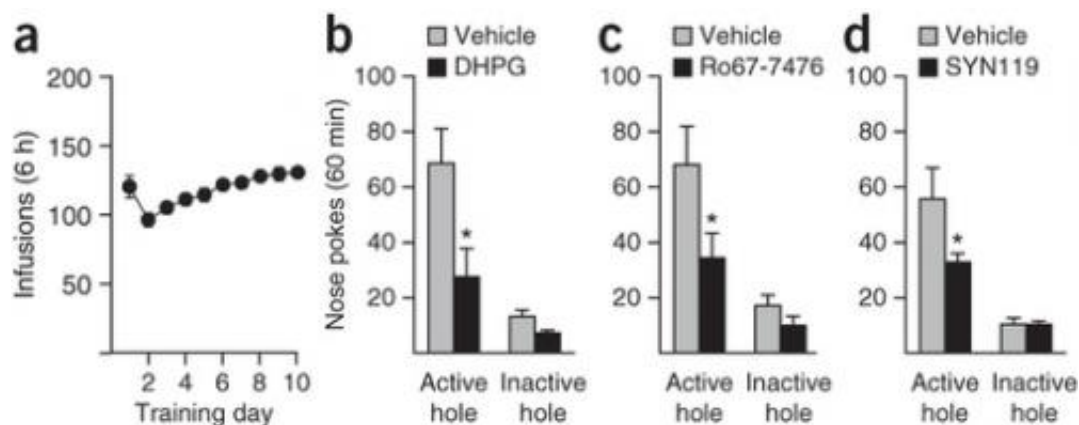 a
Infusions (6 h)
200
150
100
50
2 4 6 8 10
Training day
b
Vehicle
DHPG
Nose pokes (60 min)
100
80
60
40
20
*
Active hole
Inactive hole
c
Vehicle
Ro67-7476
100
80
60
40
20
*
Active hole
Inactive hole
d
Vehicle
SYN119
100
80
60
40
20
*
Active hole
Inactive hole